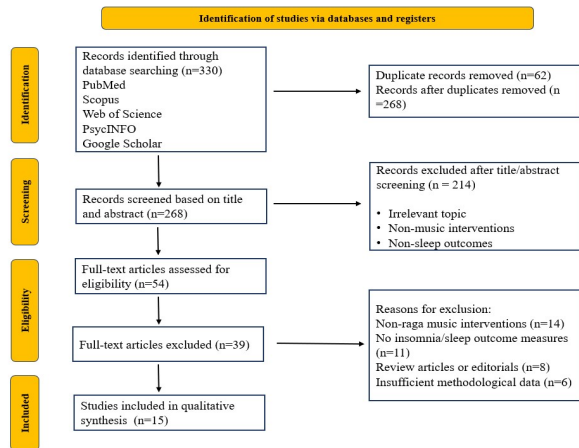 Identification of studies via databases and registers
Identification
Records identified through
database searching (n=330)
PubMed
Scopus
Web of Science
PsycINFO
Google Scholar
Duplicate records removed (n=62)
Records after duplicates removed (n
=268)
Screening
Records screened based on title
and abstract (n=268)
Records excluded after title/abstract
screening (n = 214)
• Irrelevant topic
• Non-music interventions
• Non-sleep outcomes
Eligibility
Full-text articles assessed for
eligibility (n=54)
Full-text articles excluded (n=39)
Reasons for exclusion:
Non-raga music interventions (n=14)
No insomnia/sleep outcome measures
(n=11)
Review articles or editorials (n=8)
Insufficient methodological data (n=6)
Included
Studies included in qualitative
synthesis (n=15)